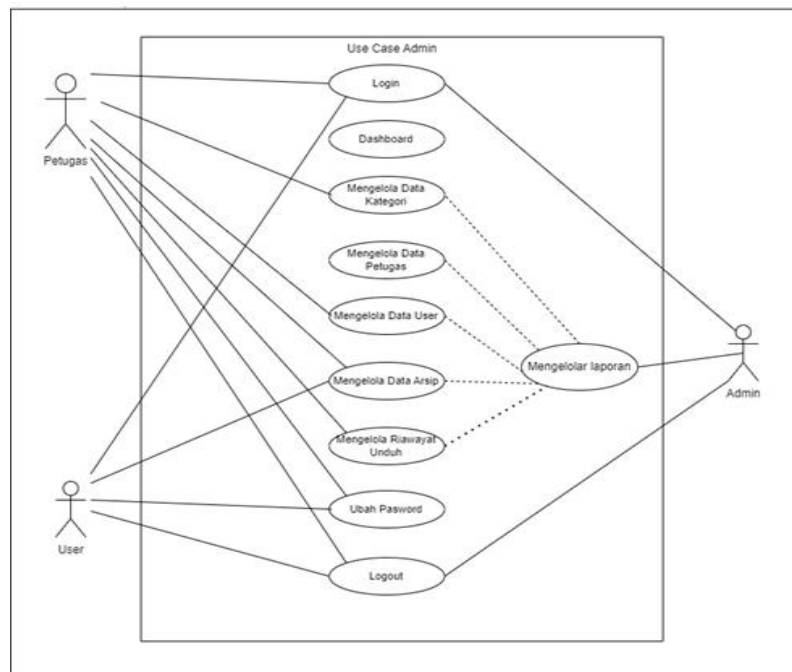 Use Case Admin
Login
Dashboard
Petugas
Mengelola Data
Kategori
Mengelola Data
Petugas
Mengelola Data User
Mengelolar laporan
Mengelola Data Arsip
Admin
Mengelola Riawayat
Unduh
Ubah Pasword
User
Logout